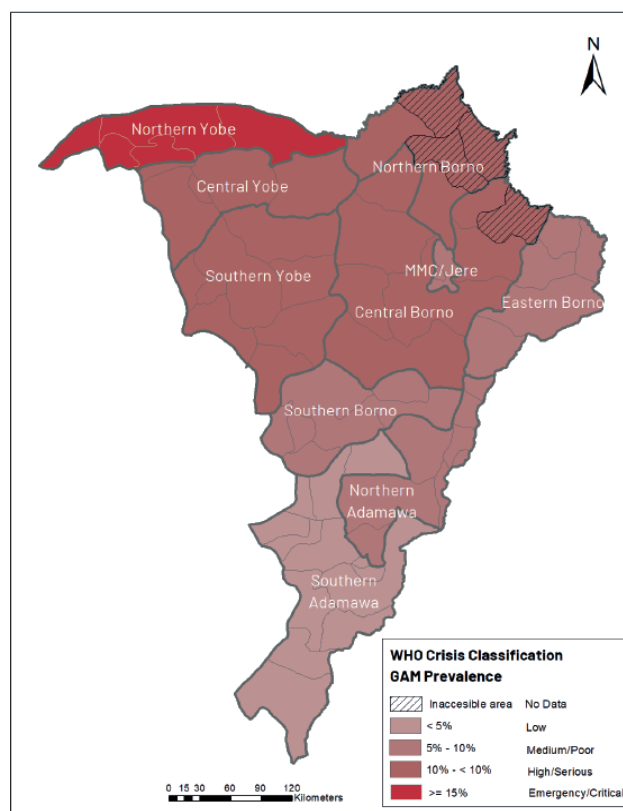 N
Northern Yobe
Northern Borno
Central Yobe
MMC/Jere
Southern Yobe
Eastern Borno
Central Borno
Southern Borno
Northern
Adamawa
Southern
Adamawa
WHO Crisis Classification
GAM Prevalence
Inaccesible area No Data
< 5% Low
5% - 10% Medium/Poor
10% - < 10% High/Serious
>= 15% Emergency/Critical
0 15 30 60 90 120
Kilometers